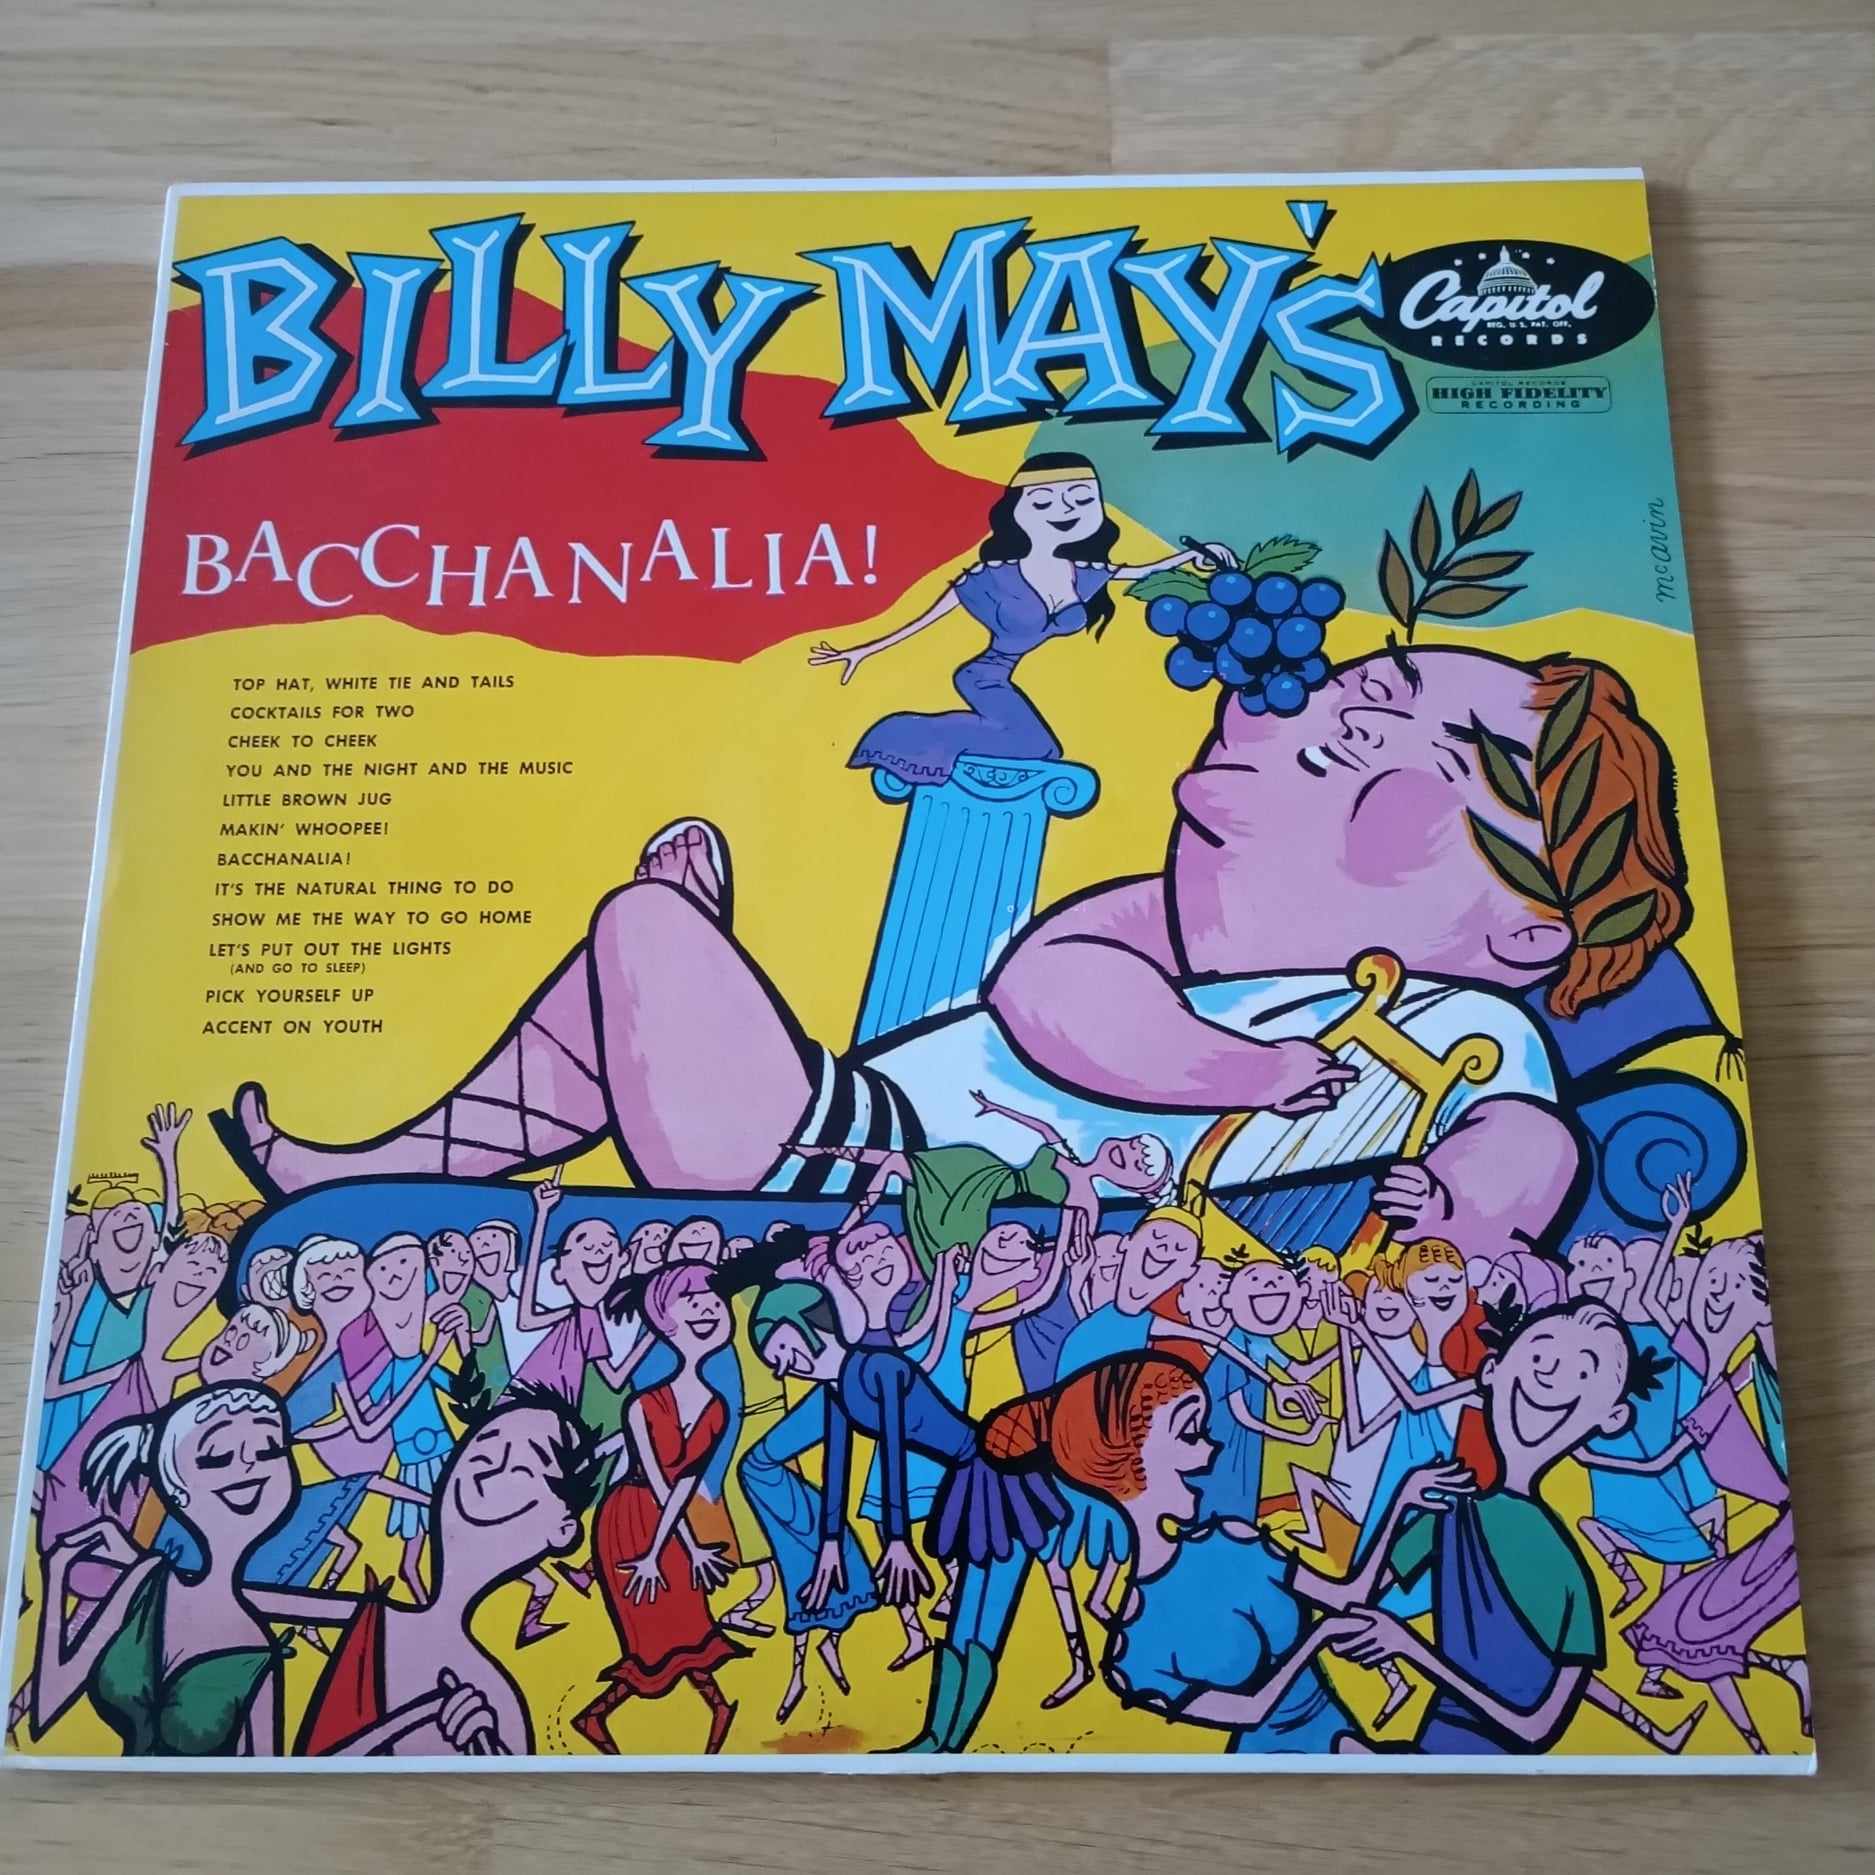 BILLY MAY'S
Capitol
REG. U.S. PAT. OFF.
RECORDS
CAPITOL RECORDS
HIGH FIDELITY
RECORDING
BACCHANALIA!
mcavin
TOP HAT, WHITE TIE AND TAILS
COCKTAILS FOR TWO
CHEEK TO CHEEK
YOU AND THE NIGHT AND THE MUSIC
LITTLE BROWN JUG
MAKIN' WHOOPEE!
BACCHANALIA!
IT'S THE NATURAL THING TO DO
SHOW ME THE WAY TO GO HOME
LET'S PUT OUT THE LIGHTS
(AND GO TO SLEEP)
PICK YOURSELF UP
ACCENT ON YOUTH